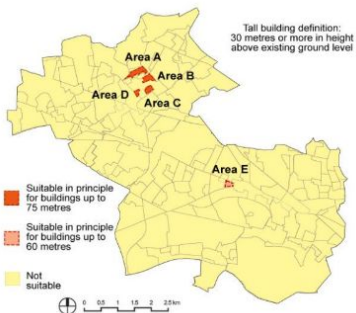 Tall building definition:
30 metres or more in height
above existing ground level
Area A
Area B
Area D
Area C
Area E
Suitable in principle
for buildings up to
75 metres
Suitable in principle
for buildings up to
60 metres
Not
suitable
0 0.5 1 1.5 2 2.5 km